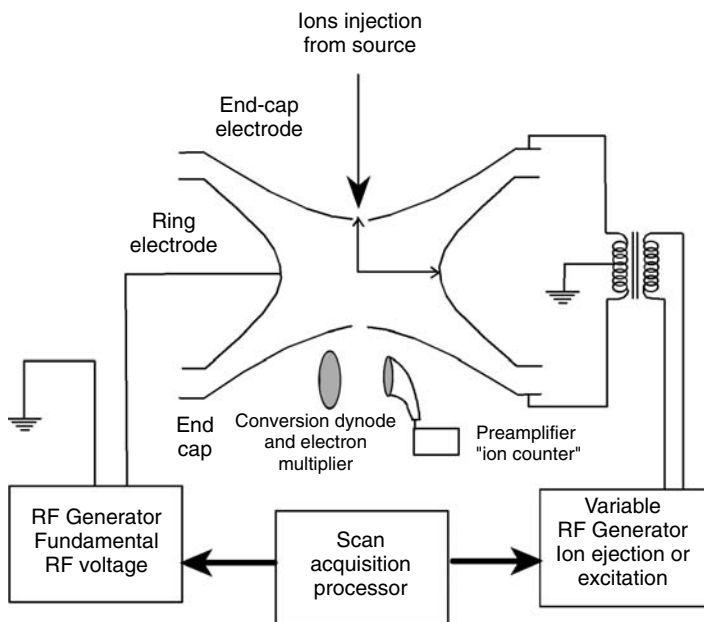 Ions injection
from source
End-cap
electrode
Ring
electrode
End
cap
Conversion dynode
and electron
multiplier
Preamplifier
"ion counter"
RF Generator
Fundamental
RF voltage
Scan
acquisition
processor
Variable
RF Generator
Ion ejection or
excitation